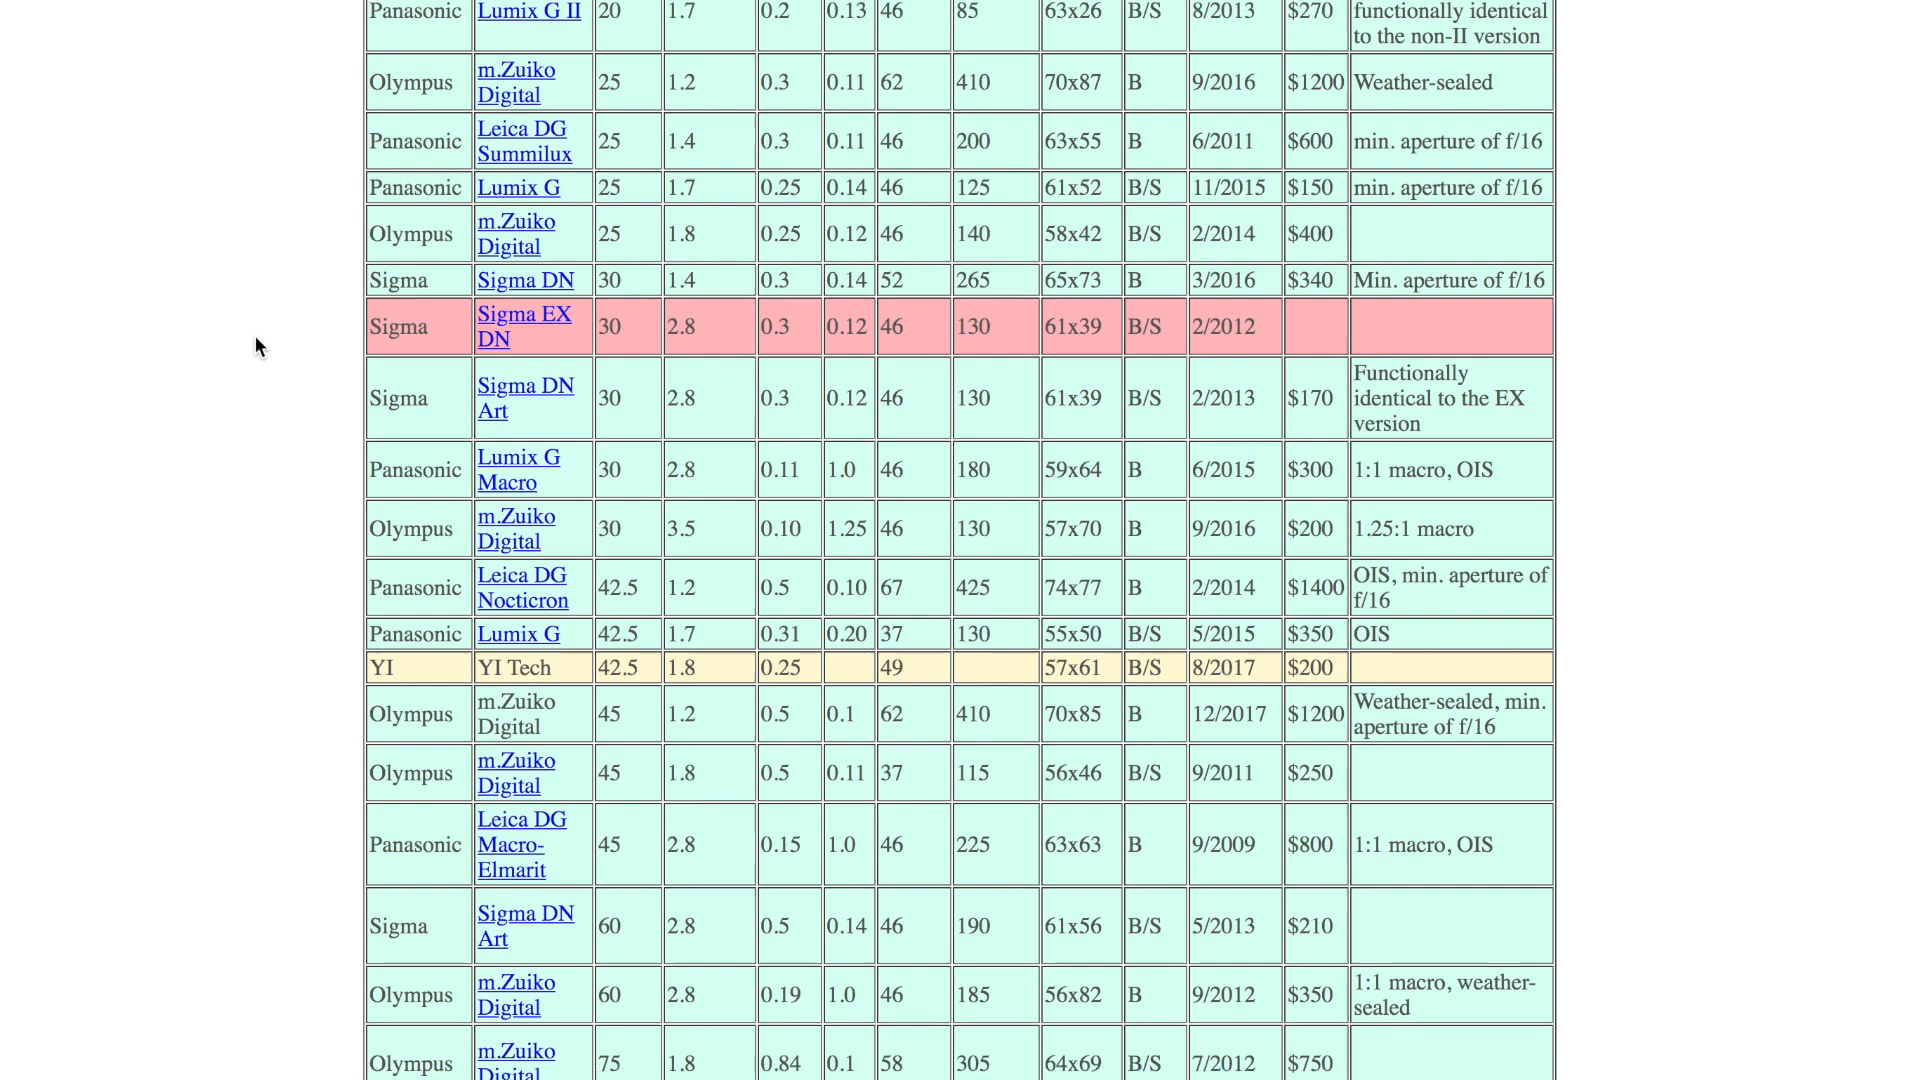 Panasonic Lumix G II 20 1.7 0.2 0.13 46 85 63x26 B/S 8/2013 $270 functionally identical
to the non-II version
Olympus m.Zuiko Digital 25 1.2 0.3 0.11 62 410 70x87 B 9/2016 $1200 Weather-sealed
Panasonic Leica DG Summilux 25 1.4 0.3 0.11 46 200 63x55 B 6/2011 $600 min. aperture of f/16
Panasonic Lumix G 25 1.7 0.25 0.14 46 125 61x52 B/S 11/2015 $150 min. aperture of f/16
Olympus m.Zuiko Digital 25 1.8 0.25 0.12 46 140 58x42 B/S 2/2014 $400
Sigma Sigma DN 30 1.4 0.3 0.14 52 265 65x73 B 3/2016 $340 Min. aperture of f/16
Sigma Sigma EX DN 30 2.8 0.3 0.12 46 130 61x39 B/S 2/2012
Sigma Sigma DN Art 30 2.8 0.3 0.12 46 130 61x39 B/S 2/2013 $170 Functionally
identical to the EX
version
Panasonic Lumix G Macro 30 2.8 0.11 1.0 46 180 59x64 B 6/2015 $300 1:1 macro, OIS
Olympus m.Zuiko Digital 30 3.5 0.10 1.25 46 130 57x70 B 9/2016 $200 1.25:1 macro
Panasonic Leica DG Nocticron 42.5 1.2 0.5 0.10 67 425 74x77 B 2/2014 $1400 OIS, min. aperture of
f/16
Panasonic Lumix G 42.5 1.7 0.31 0.20 37 130 55x50 B/S 5/2015 $350 OIS
YI YI Tech 42.5 1.8 0.25 49 57x61 B/S 8/2017 $200
Olympus m.Zuiko Digital 45 1.2 0.5 0.1 62 410 70x85 B 12/2017 $1200 Weather-sealed, min.
aperture of f/16
Olympus m.Zuiko Digital 45 1.8 0.5 0.11 37 115 56x46 B/S 9/2011 $250
Panasonic Leica DG Macro-Elmarit 45 2.8 0.15 1.0 46 225 63x63 B 9/2009 $800 1:1 macro, OIS
Sigma Sigma DN Art 60 2.8 0.5 0.14 46 190 61x56 B/S 5/2013 $210
Olympus m.Zuiko Digital 60 2.8 0.19 1.0 46 185 56x82 B 9/2012 $350 1:1 macro, weather-
sealed
Olympus m.Zuiko Digital 75 1.8 0.84 0.1 58 305 64x69 B/S 7/2012 $750